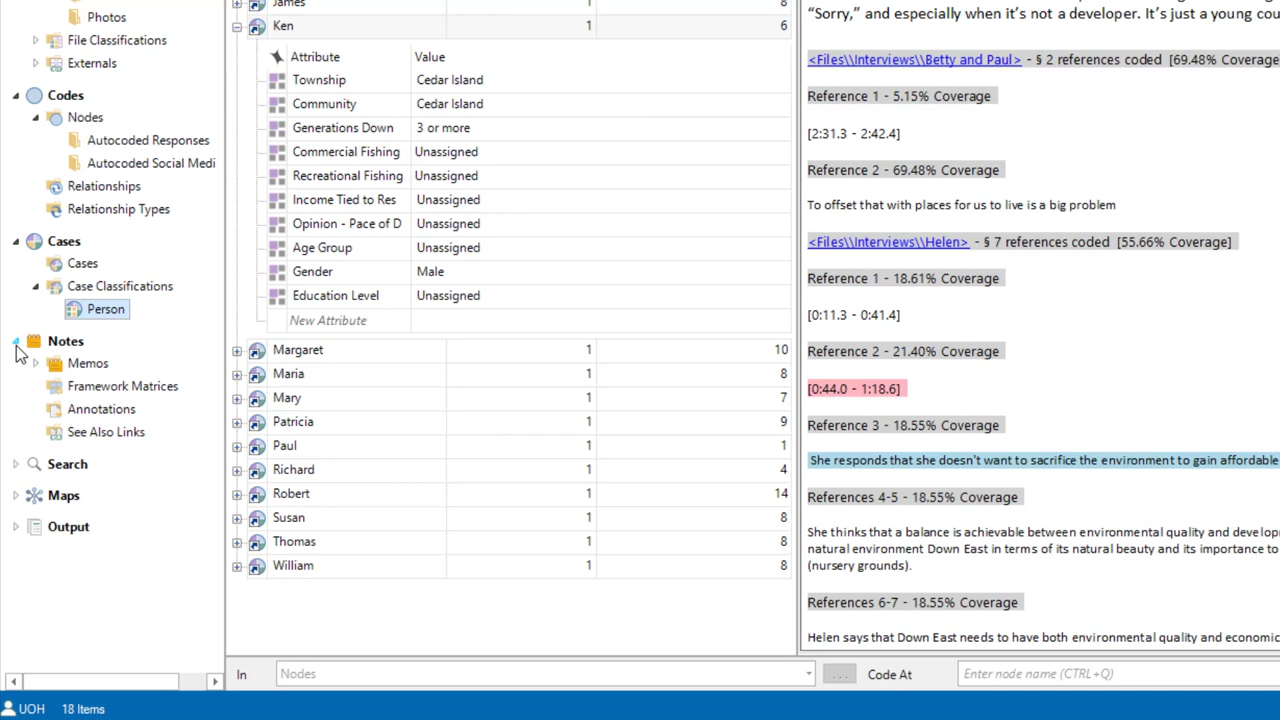 Photos
File Classifications
Externals
Codes
Nodes
Autocoded Responses
Autocoded Social Medi
Relationships
Relationship Types
Cases
Cases
Case Classifications
Person
Notes
Memos
Framework Matrices
Annotations
See Also Links
Search
Maps
Output
James 1 8
Ken 1 6
Attribute Value
Township Cedar Island
Community Cedar Island
Generations Down 3 or more
Commercial Fishing Unassigned
Recreational Fishing Unassigned
Income Tied to Res Unassigned
Opinion - Pace of D Unassigned
Age Group Unassigned
Gender Male
Education Level Unassigned
New Attribute
Margaret 1 10
Maria 1 8
Mary 1 7
Patricia 1 9
Paul 1 1
Richard 1 4
Robert 1 14
Susan 1 8
Thomas 1 8
William 1 8
“Sorry,” and especially when it’s not a developer. It’s just a young cou
<Files\\Interviews\\Betty and Paul> - § 2 references coded [69.48% Coverage
Reference 1 - 5.15% Coverage
[2:31.3 - 2:42.4]
Reference 2 - 69.48% Coverage
To offset that with places for us to live is a big problem
<Files\\Interviews\\Helen> - § 7 references coded [55.66% Coverage]
Reference 1 - 18.61% Coverage
[0:11.3 - 0:41.4]
Reference 2 - 21.40% Coverage
[0:44.0 - 1:18.6]
Reference 3 - 18.55% Coverage
She responds that she doesn't want to sacrifice the environment to gain affordable
References 4-5 - 18.55% Coverage
She thinks that a balance is achievable between environmental quality and develop
natural environment Down East in terms of its natural beauty and its importance to
(nursery grounds).
References 6-7 - 18.55% Coverage
Helen says that Down East needs to have both environmental quality and economic
In Nodes ... Code At Enter node name (CTRL+Q)
UOH 18 Items